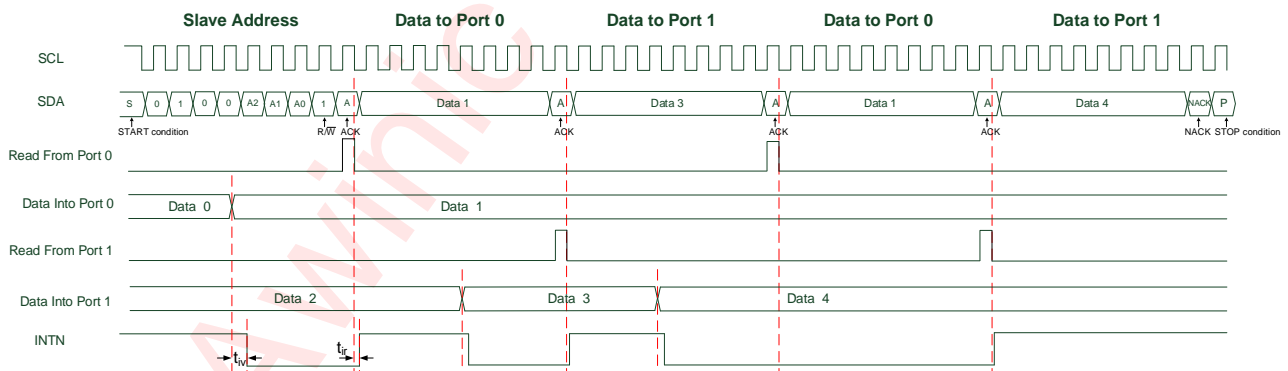 Slave Address Data to Port 0 Data to Port 1 Data to Port 0 Data to Port 1
SCL
SDA S 0 1 0 0 A2 A1 A0 1 A Data 1 A Data 3 A Data 1 A Data 4 NACK P
START condition R/W̅ ACK ACK ACK ACK NACK STOP condition
Read From Port 0
Data Into Port 0 Data 0 Data 1
Read From Port 1
Data Into Port 1 Data 2 Data 3 Data 4
INTN
tiv tir
Awinic